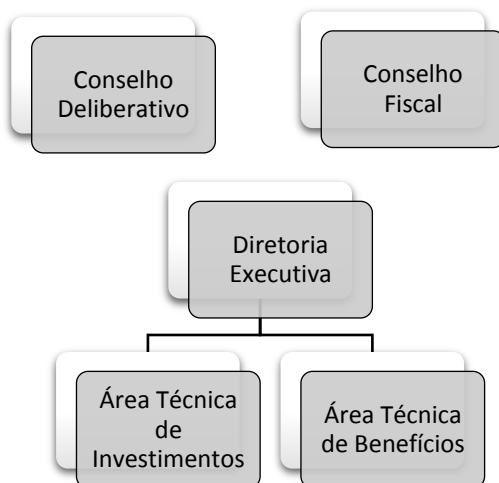 Conselho
Deliberativo
Conselho
Fiscal
Diretoria
Executiva
Área Técnica
de
Investimentos
Área Técnica
de Benefícios